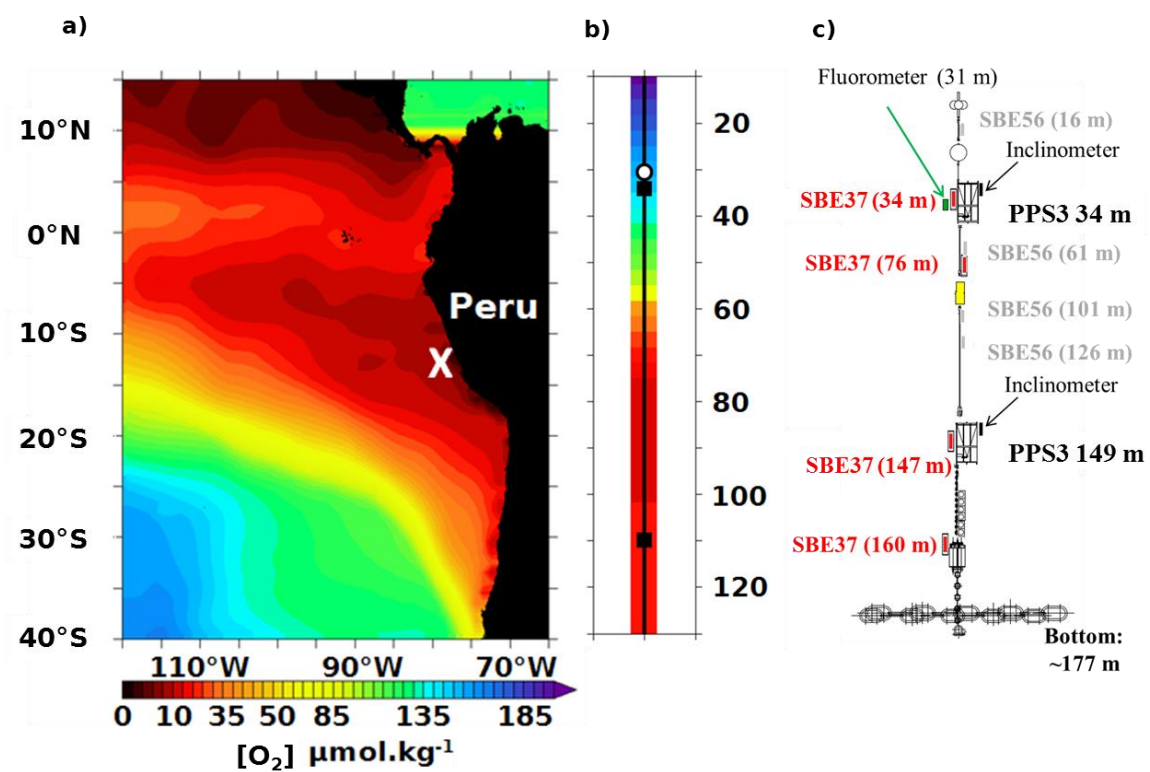 a)
10°N
0°N
10°S
20°S
30°S
40°S
Peru
X
110°W 90°W 70°W
0 10 35 50 85 135 185
[O₂] µmol.kg⁻¹
b)
20
40
60
80
100
120
c)
Fluorometer (31 m)
SBE56 (16 m)
Inclinometer
SBE37 (34 m)
PPS3 34 m
SBE37 (76 m)
SBE56 (61 m)
SBE56 (101 m)
SBE56 (126 m)
Inclinometer
SBE37 (147 m)
PPS3 149 m
SBE37 (160 m)
Bottom:
~177 m